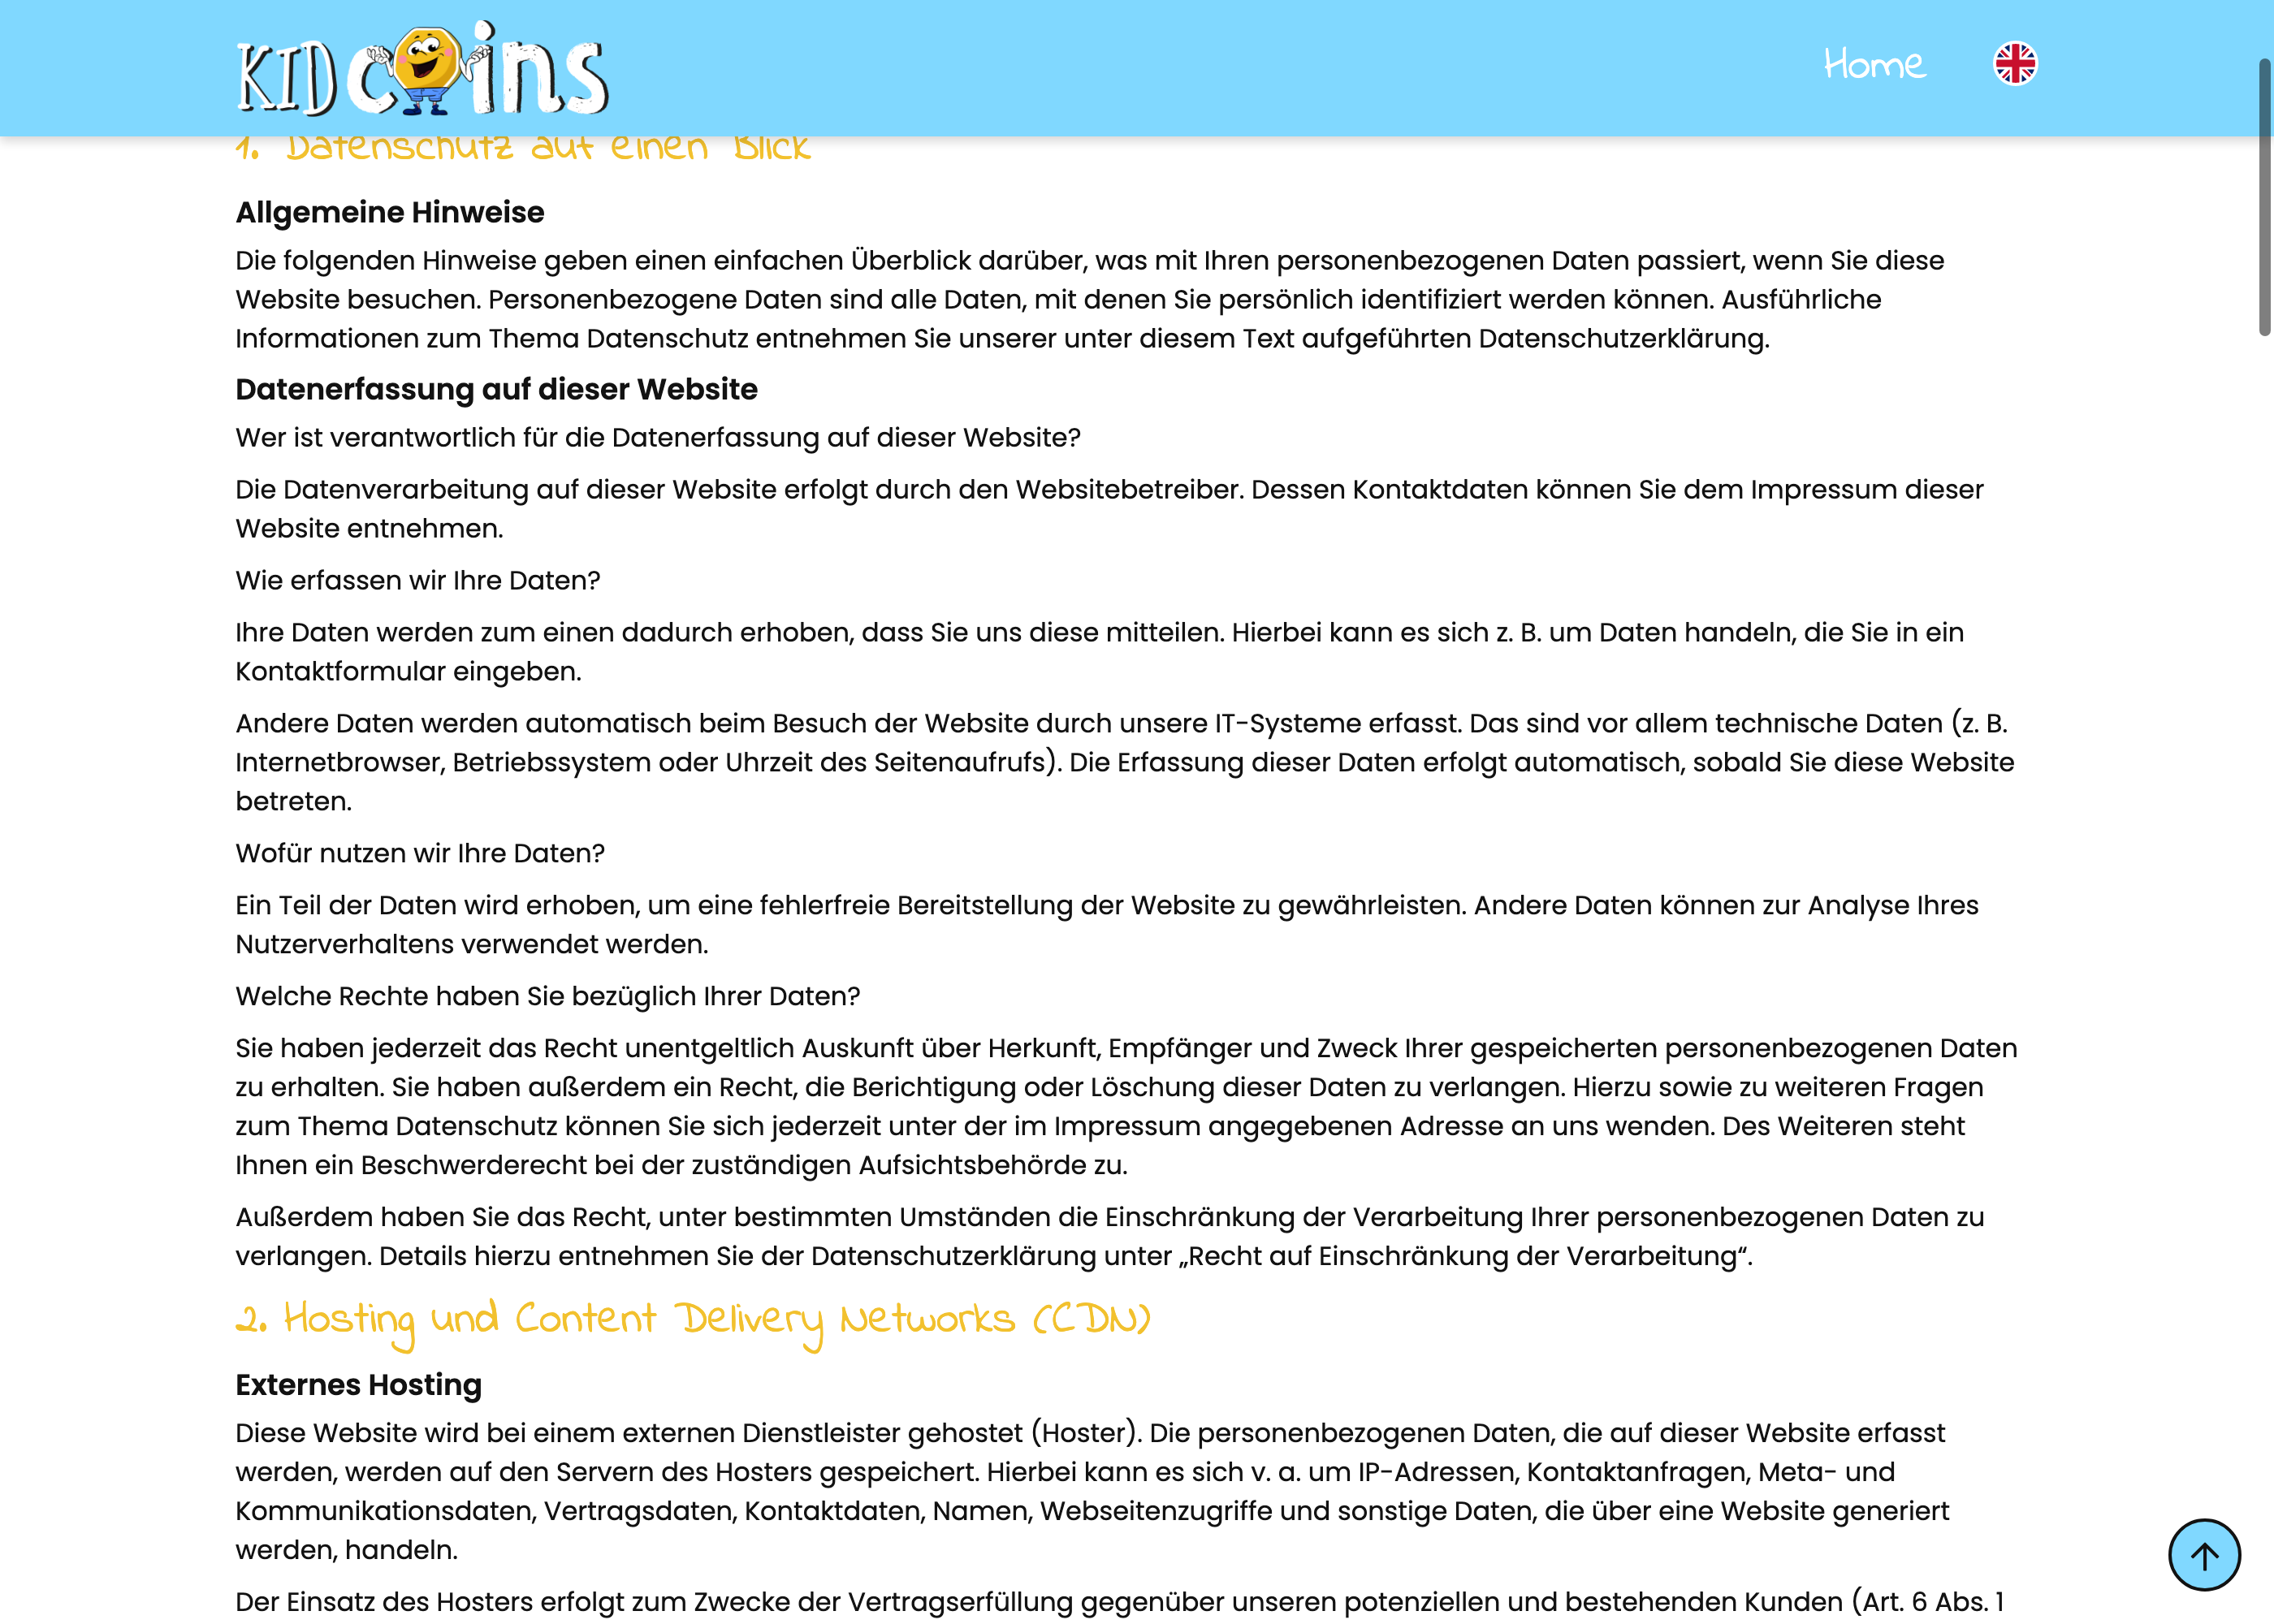 KID coins
Home
1. Datenschutz auf einen Blick
Allgemeine Hinweise
Die folgenden Hinweise geben einen einfachen Überblick darüber, was mit Ihren personenbezogenen Daten passiert, wenn Sie diese
Website besuchen. Personenbezogene Daten sind alle Daten, mit denen Sie persönlich identifiziert werden können. Ausführliche
Informationen zum Thema Datenschutz entnehmen Sie unserer unter diesem Text aufgeführten Datenschutzerklärung.
Datenerfassung auf dieser Website
Wer ist verantwortlich für die Datenerfassung auf dieser Website?
Die Datenverarbeitung auf dieser Website erfolgt durch den Websitebetreiber. Dessen Kontaktdaten können Sie dem Impressum dieser
Website entnehmen.
Wie erfassen wir Ihre Daten?
Ihre Daten werden zum einen dadurch erhoben, dass Sie uns diese mitteilen. Hierbei kann es sich z. B. um Daten handeln, die Sie in ein
Kontaktformular eingeben.
Andere Daten werden automatisch beim Besuch der Website durch unsere IT-Systeme erfasst. Das sind vor allem technische Daten (z. B.
Internetbrowser, Betriebssystem oder Uhrzeit des Seitenaufrufs). Die Erfassung dieser Daten erfolgt automatisch, sobald Sie diese Website
betreten.
Wofür nutzen wir Ihre Daten?
Ein Teil der Daten wird erhoben, um eine fehlerfreie Bereitstellung der Website zu gewährleisten. Andere Daten können zur Analyse Ihres
Nutzerverhaltens verwendet werden.
Welche Rechte haben Sie bezüglich Ihrer Daten?
Sie haben jederzeit das Recht unentgeltlich Auskunft über Herkunft, Empfänger und Zweck Ihrer gespeicherten personenbezogenen Daten
zu erhalten. Sie haben außerdem ein Recht, die Berichtigung oder Löschung dieser Daten zu verlangen. Hierzu sowie zu weiteren Fragen
zum Thema Datenschutz können Sie sich jederzeit unter der im Impressum angegebenen Adresse an uns wenden. Des Weiteren steht
Ihnen ein Beschwerderecht bei der zuständigen Aufsichtsbehörde zu.
Außerdem haben Sie das Recht, unter bestimmten Umständen die Einschränkung der Verarbeitung Ihrer personenbezogenen Daten zu
verlangen. Details hierzu entnehmen Sie der Datenschutzerklärung unter „Recht auf Einschränkung der Verarbeitung“.
2. Hosting und Content Delivery Networks (CDN)
Externes Hosting
Diese Website wird bei einem externen Dienstleister gehostet (Hoster). Die personenbezogenen Daten, die auf dieser Website erfasst
werden, werden auf den Servern des Hosters gespeichert. Hierbei kann es sich v. a. um IP-Adressen, Kontaktanfragen, Meta- und
Kommunikationsdaten, Vertragsdaten, Kontaktdaten, Namen, Webseitenzugriffe und sonstige Daten, die über eine Website generiert
werden, handeln.
Der Einsatz des Hosters erfolgt zum Zwecke der Vertragserfüllung gegenüber unseren potenziellen und bestehenden Kunden (Art. 6 Abs. 1